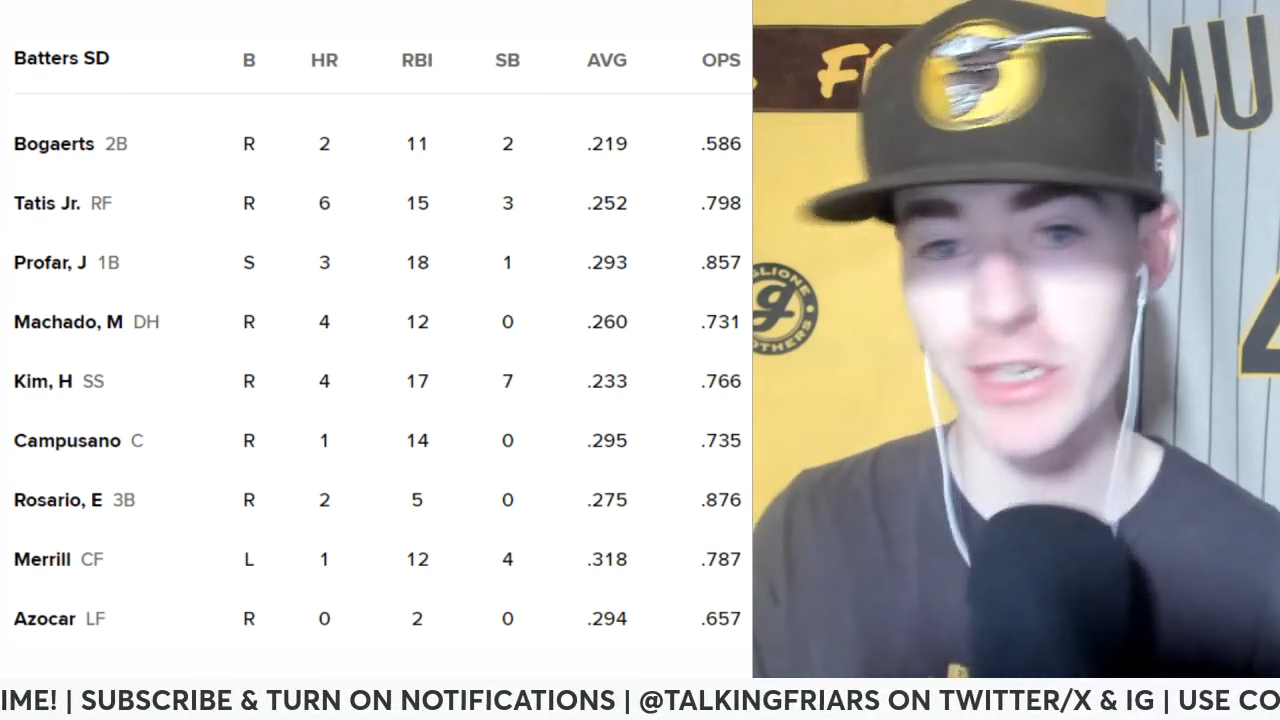 Batters SD B HR RBI SB AVG OPS
Bogaerts 2B R 2 11 2 .219 .586
Tatis Jr. RF R 6 15 3 .252 .798
Profar, J 1B S 3 18 1 .293 .857
Machado, M DH R 4 12 0 .260 .731
Kim, H SS R 4 17 7 .233 .766
Campusano C R 1 14 0 .295 .735
Rosario, E 3B R 2 5 0 .275 .876
Merrill CF L 1 12 4 .318 .787
Azocar LF R 0 2 0 .294 .657
MU
4
GLIONE
g
OTHERS
IME! | SUBSCRIBE & TURN ON NOTIFICATIONS | @TALKINGFRIARS ON TWITTER/X & IG | USE CO